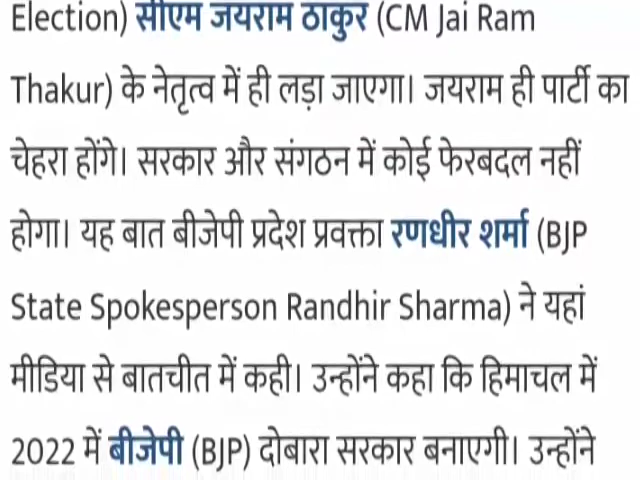 Election) सीएम जयराम ठाकुर (CM Jai Ram
Thakur) के नेतृत्व में ही लड़ा जाएगा। जयराम ही पार्टी का
चेहरा होंगे। सरकार और संगठन में कोई फेरबदल नहीं
होगा। यह बात बीजेपी प्रदेश प्रवक्ता रणधीर शर्मा (BJP
State Spokesperson Randhir Sharma) ने यहां
मीडिया से बातचीत में कही। उन्होंने कहा कि हिमाचल में
2022 में बीजेपी (BJP) दोबारा सरकार बनाएगी। उन्होंने